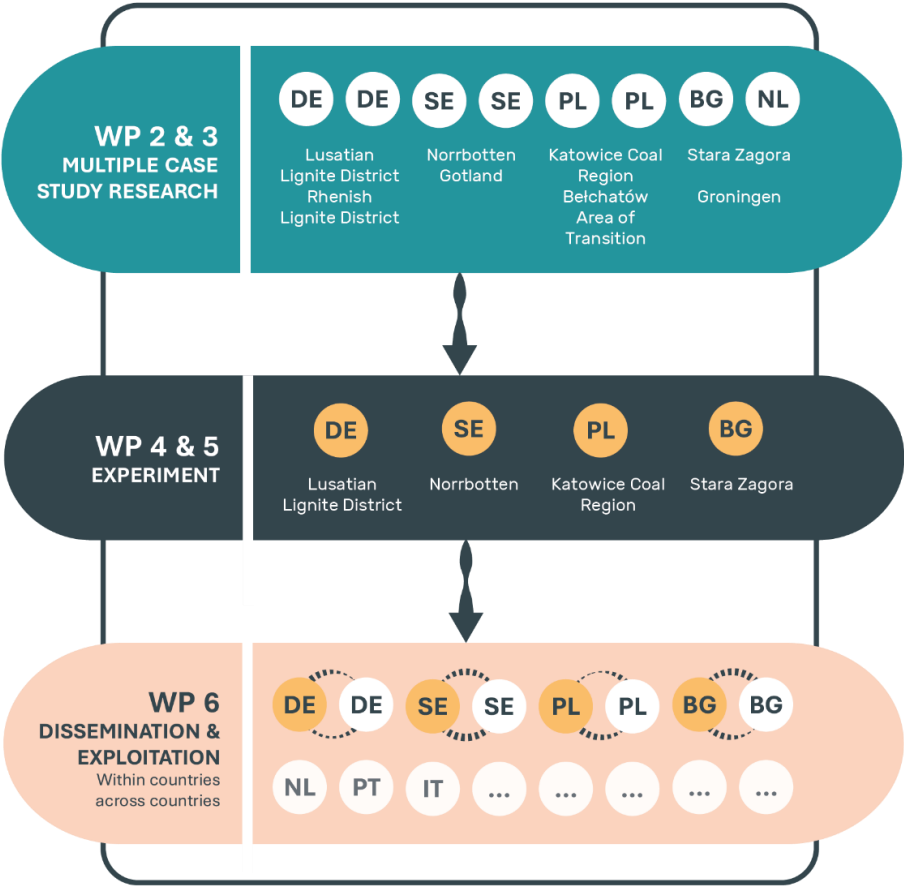 WP 2 & 3
MULTIPLE CASE
STUDY RESEARCH
DE DE SE SE PL PL BG NL
Lusatian
Lignite District
Rhenish
Lignite District
Norrbotten
Gotland
Katowice Coal
Region
Bełchatów
Area of
Transition
Stara Zagora
Groningen
WP 4 & 5
EXPERIMENT
DE SE PL BG
Lusatian
Lignite District
Norrbotten
Katowice Coal
Region
Stara Zagora
WP 6
DISSEMINATION &
EXPLOITATION
Within countries
across countries
DE DE SE SE PL PL BG BG
NL PT IT ... ... ... ... ...